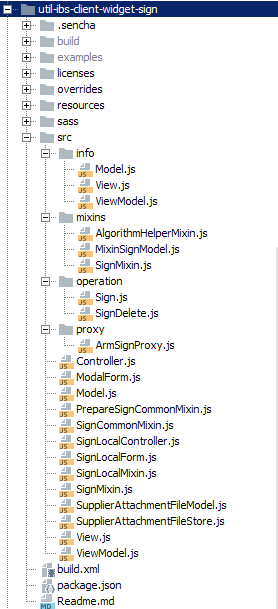 util-ibs-client-widget-sign
.sencha
build
examples
licenses
overrides
resources
sass
src
info
Model.js
View.js
ViewModel.js
mixins
AlgorithmHelperMixin.js
MixinSignModel.js
SignMixin.js
operation
Sign.js
SignDelete.js
proxy
ArmSignProxy.js
Controller.js
ModalForm.js
Model.js
PrepareSignCommonMixin.js
SignCommonMixin.js
SignLocalController.js
SignLocalForm.js
SignLocalMixin.js
SignMixin.js
SupplierAttachmentFileModel.js
SupplierAttachmentFileStore.js
View.js
ViewModel.js
build.xml
package.json
Readme.md